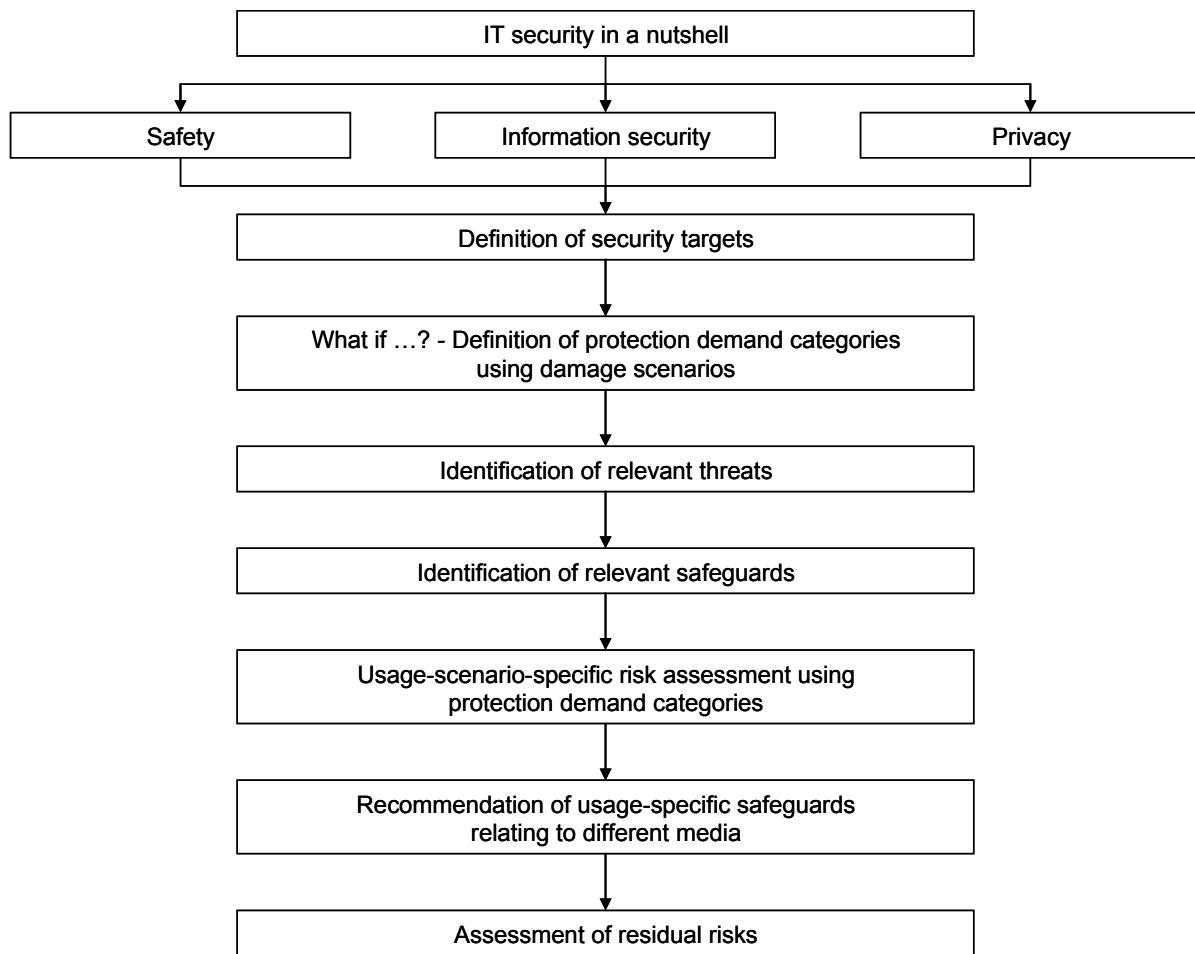 IT security in a nutshell
Safety
Information security
Privacy
Definition of security targets
What if …? - Definition of protection demand categories
using damage scenarios
Identification of relevant threats
Identification of relevant safeguards
Usage-scenario-specific risk assessment using
protection demand categories
Recommendation of usage-specific safeguards
relating to different media
Assessment of residual risks